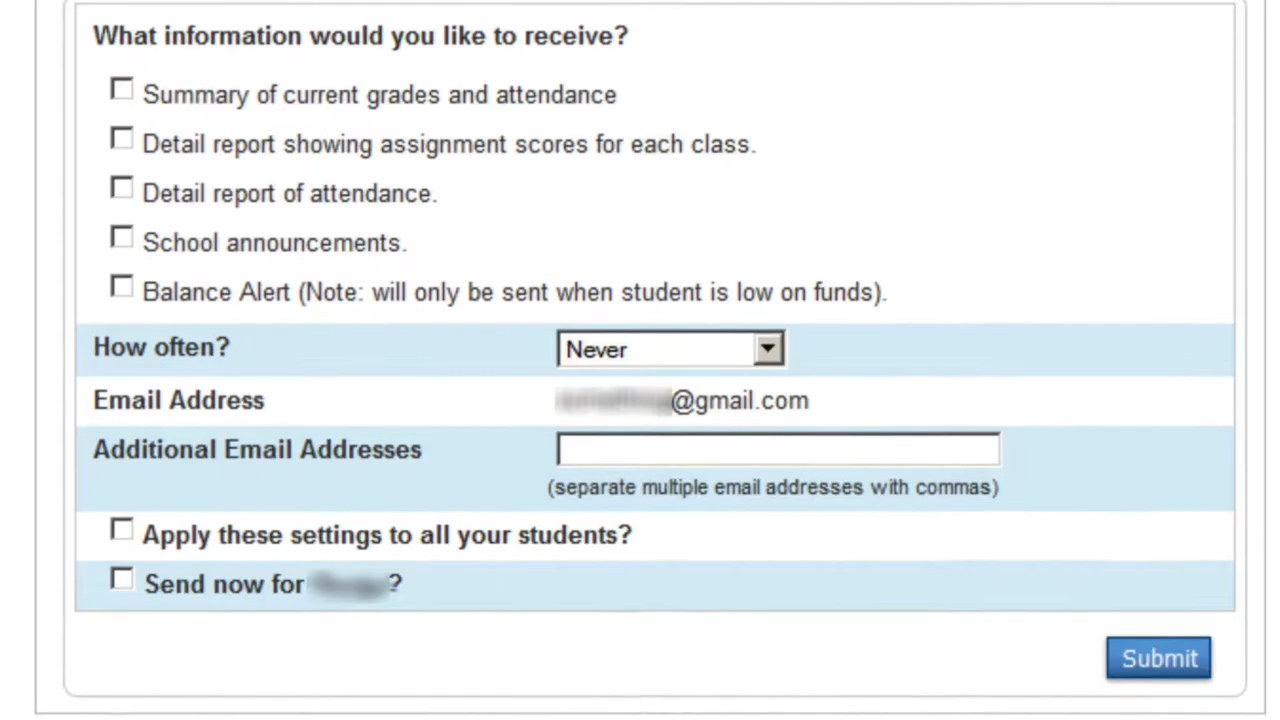 What information would you like to receive?
Summary of current grades and attendance
Detail report showing assignment scores for each class.
Detail report of attendance.
School announcements.
Balance Alert (Note: will only be sent when student is low on funds).
How often? Never
Email Address @gmail.com
Additional Email Addresses
(separate multiple email addresses with commas)
Apply these settings to all your students?
Send now for ?
Submit